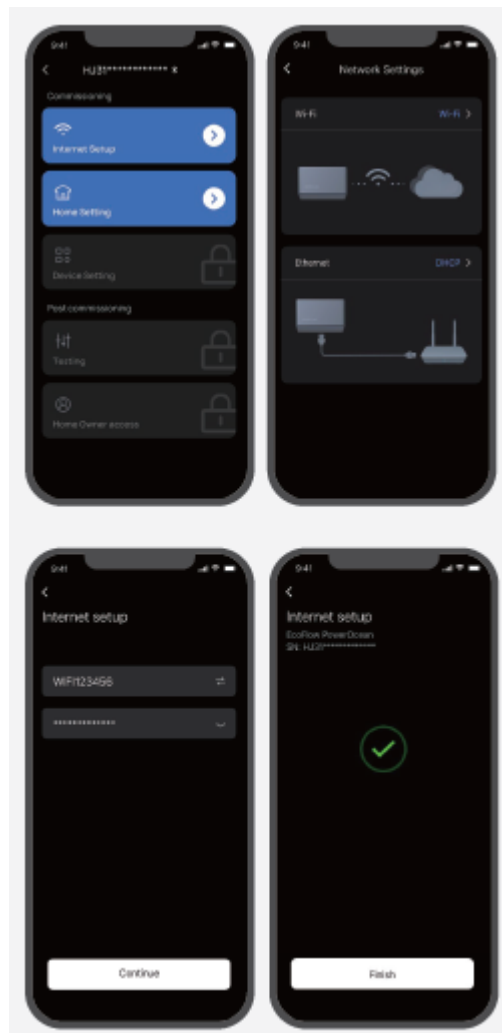 9:41
HJ31************* *
Commissioning
Internet Setup
Home Setting
Device Setting
Post commissioning
Testing
Home Owner access
9:41
Network Settings
Wi-Fi
Wi-Fi >
Ethernet
DHCP >
9:41
Internet setup
WIFI123456
*************
Continue
9:41
Internet setup
EcoFlow PowerOcean
SN: HJ31*************
Finish